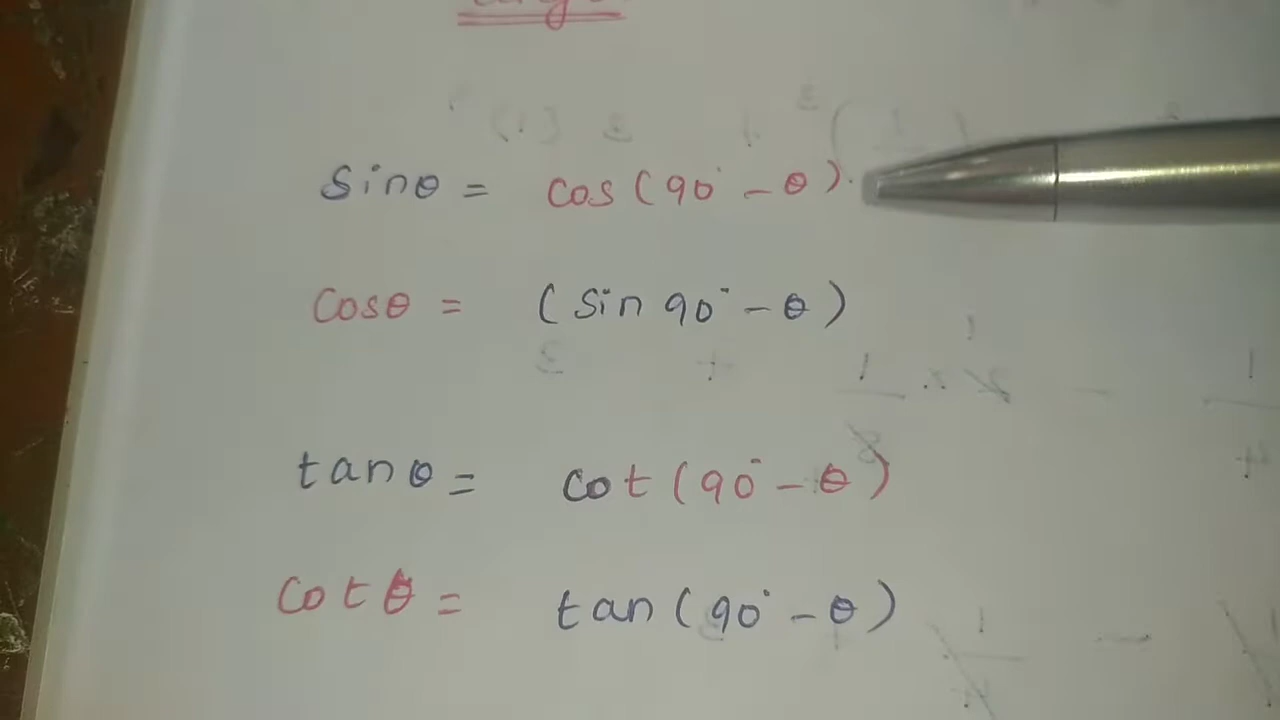 sinθ = cos(90° - θ).
cosθ = (sin 90° - θ)
tanθ = cot(90° - θ)
cotθ = tan(90° - θ)